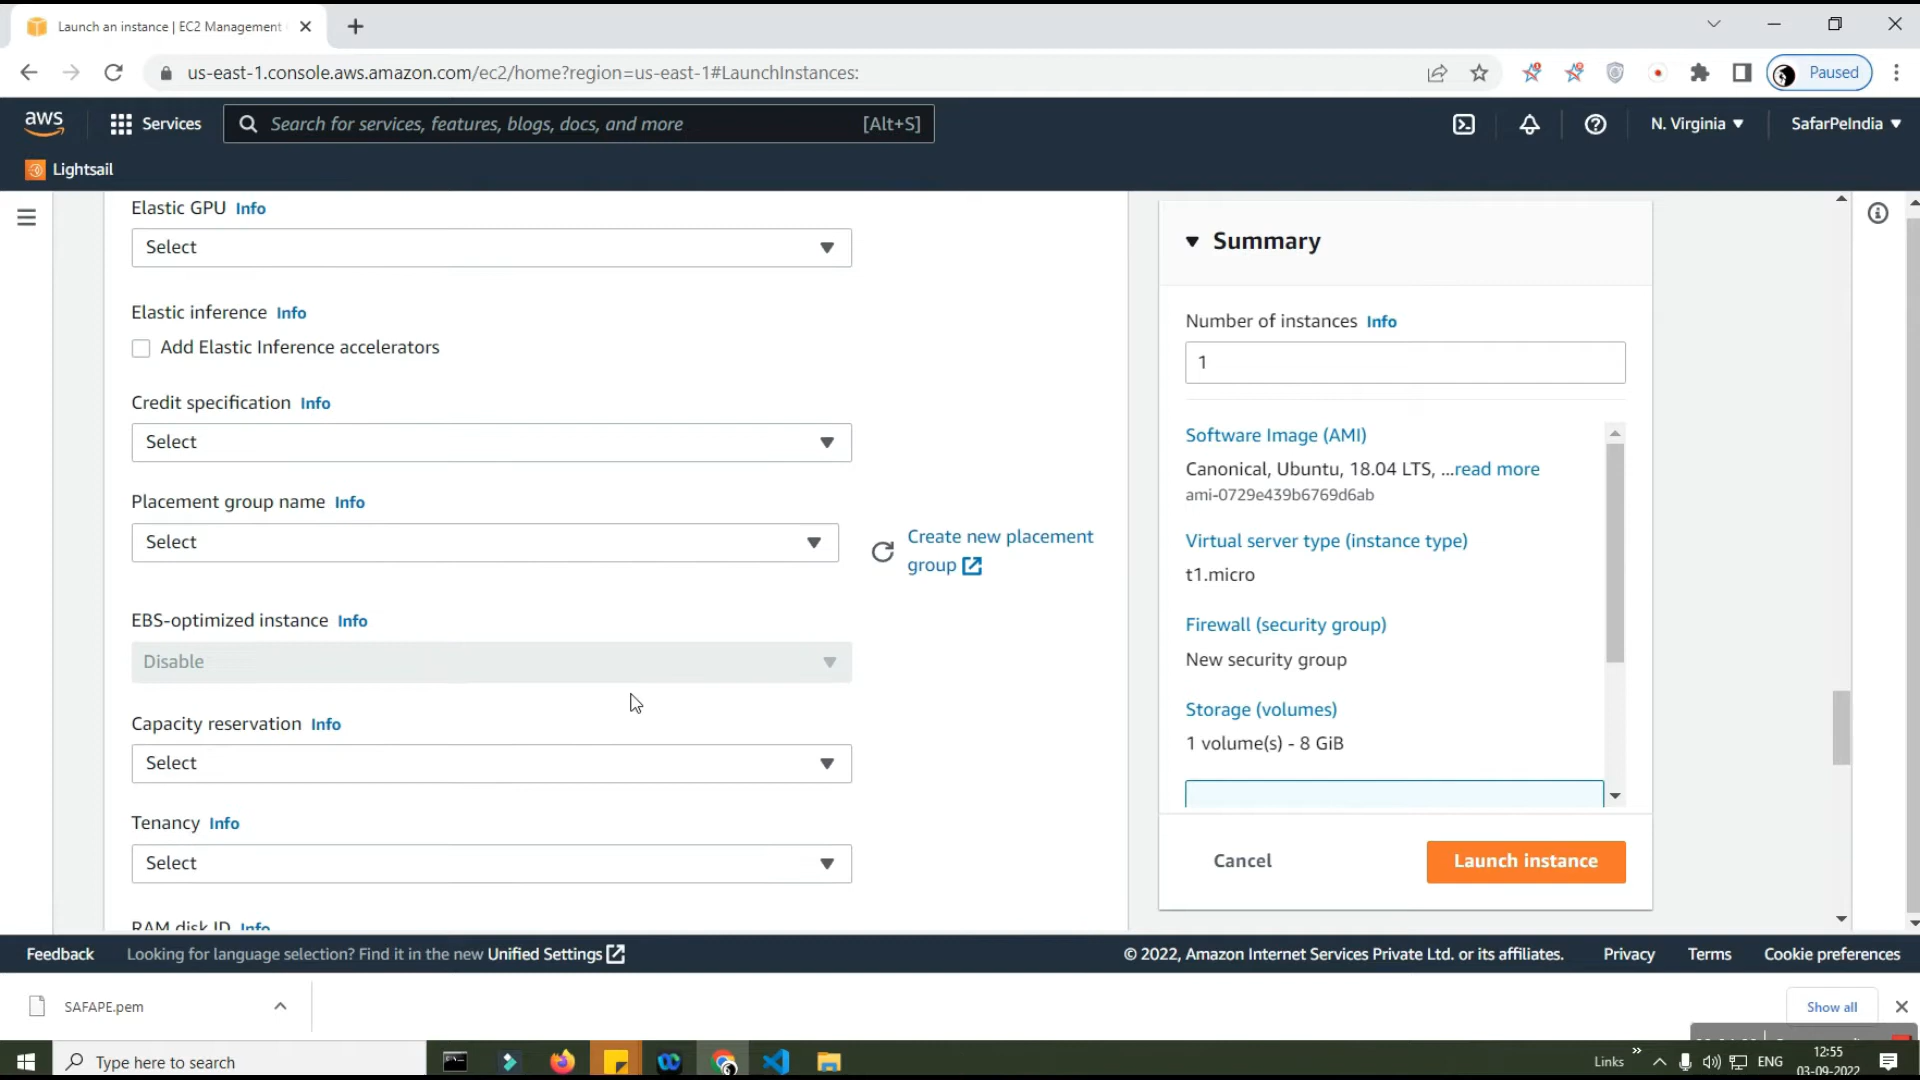 Launch an instance | EC2 Management
us-east-1.console.aws.amazon.com/ec2/home?region=us-east-1#LaunchInstances:
Paused
aws
Services
Search for services, features, blogs, docs, and more
[Alt+S]
N. Virginia
SafarPeIndia
Lightsail
Elastic GPU Info
Select
Elastic inference Info
Add Elastic Inference accelerators
Credit specification Info
Select
Placement group name Info
Select
Create new placement
group
EBS-optimized instance Info
Disable
Capacity reservation Info
Select
Tenancy Info
Select
RAM disk ID Info
Summary
Number of instances Info
1
Software Image (AMI)
Canonical, Ubuntu, 18.04 LTS, ...read more
ami-0729e439b6769d6ab
Virtual server type (instance type)
t1.micro
Firewall (security group)
New security group
Storage (volumes)
1 volume(s) - 8 GiB
Cancel
Launch instance
Feedback
Looking for language selection? Find it in the new Unified Settings
© 2022, Amazon Internet Services Private Ltd. or its affiliates.
Privacy
Terms
Cookie preferences
SAFAPE.pem
Show all
Type here to search
Links
ENG
12:55
03-09-2022